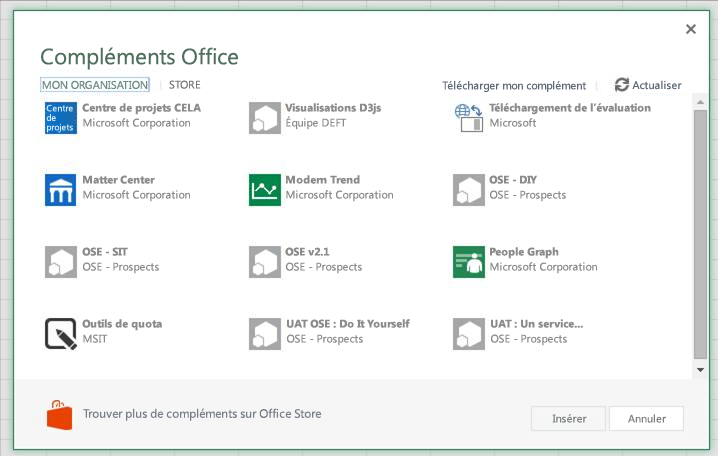 Compléments Office
MON ORGANISATION | STORE
Télécharger mon complément | Actualiser
Centre de projets
Centre de projets CELA
Microsoft Corporation
Visualisations D3js
Équipe DEFT
Téléchargement de l'évaluation
Microsoft
Matter Center
Microsoft Corporation
Modern Trend
Microsoft Corporation
OSE - DIY
OSE - Prospects
OSE - SIT
OSE - Prospects
OSE v2.1
OSE - Prospects
People Graph
Microsoft Corporation
Outils de quota
MSIT
UAT OSE : Do It Yourself
OSE - Prospects
UAT : Un service...
OSE - Prospects
Trouver plus de compléments sur Office Store
Insérer
Annuler